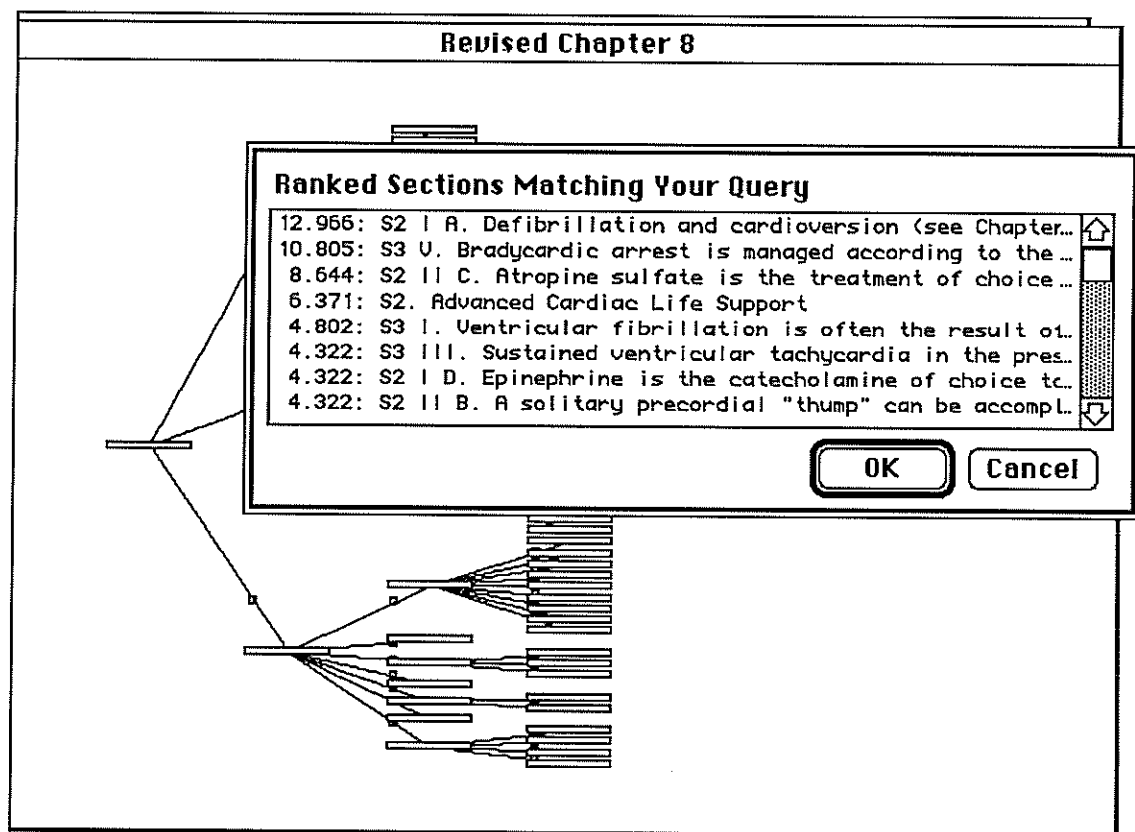 Revised Chapter 8
Ranked Sections Matching Your Query
12.966: S2 I A. Defibrillation and cardioversion (see Chapter…
10.805: S3 V. Bradycardic arrest is managed according to the …
8.644: S2 II C. Atropine sulfate is the treatment of choice …
6.371: S2. Advanced Cardiac Life Support
4.802: S3 I. Ventricular fibrillation is often the result of…
4.322: S3 III. Sustained ventricular tachycardia in the pres…
4.322: S2 I D. Epinephrine is the catecholamine of choice to…
4.322: S2 II B. A solitary precordial "thump" can be accompl…
OK
Cancel